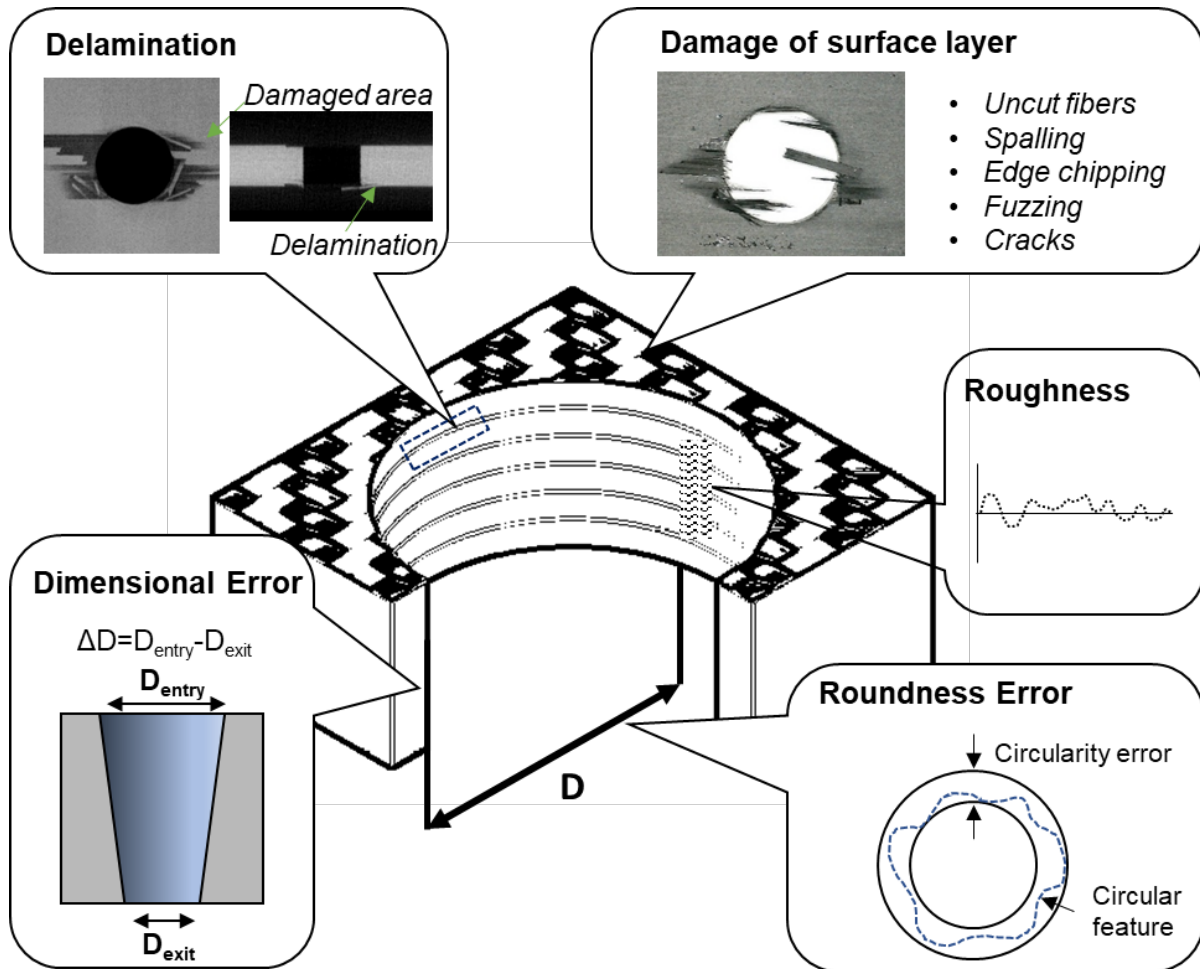 Delamination
Damaged area
Delamination
Damage of surface layer
• Uncut fibers
• Spalling
• Edge chipping
• Fuzzing
• Cracks
Roughness
Dimensional Error
ΔD=Dentry-Dexit
Dentry
Dexit
D
Roundness Error
Circularity error
Circular
feature